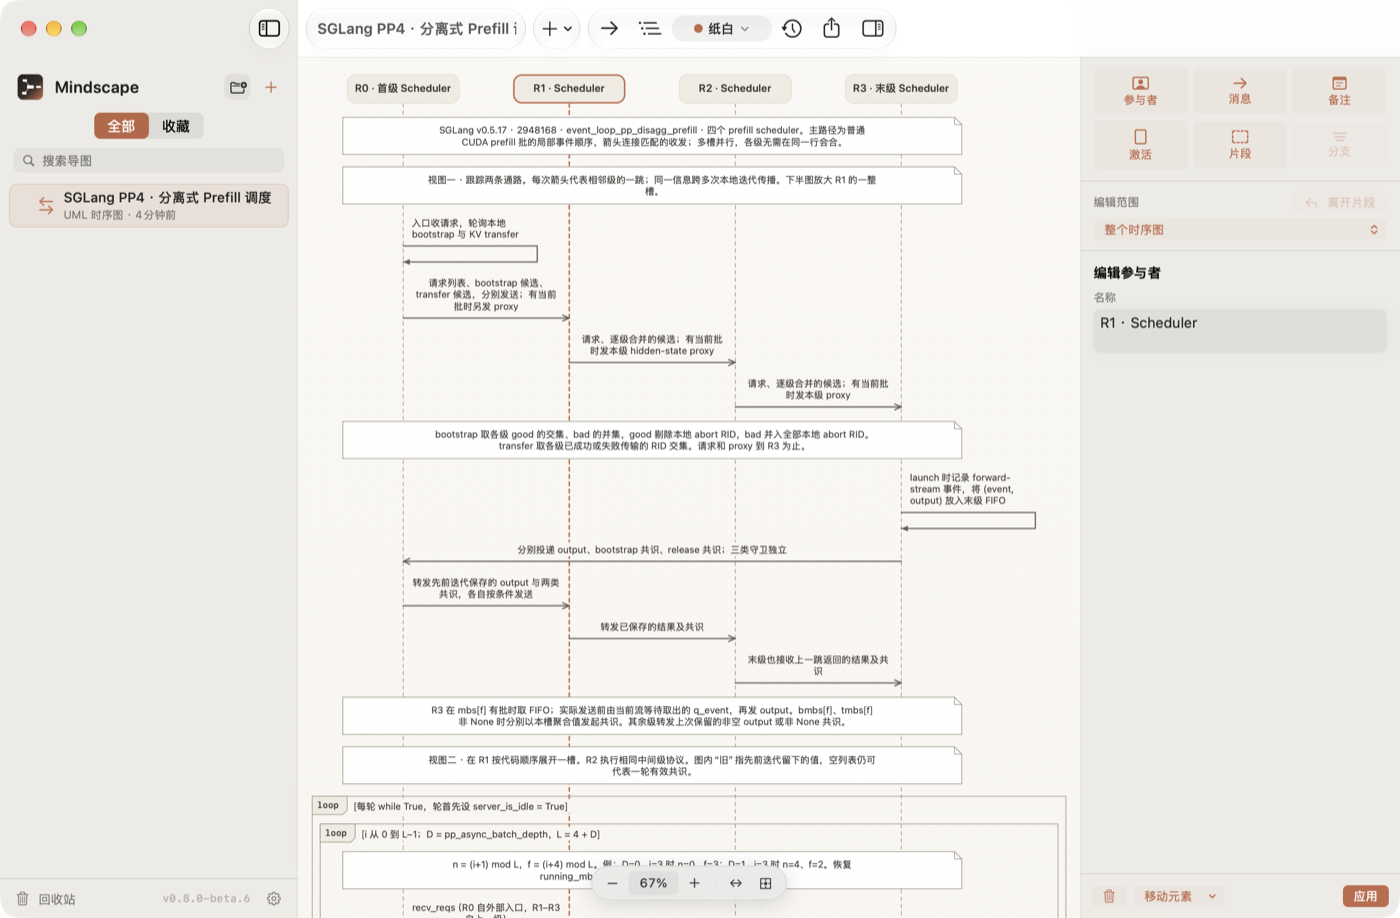 SGLang PP4 · 分离式 Prefill
纸白
Mindscape
全部
收藏
搜索导图
SGLang PP4 · 分离式 Prefill 调度
UML 时序图 · 4 分钟前
回收站
v0.8.0-beta.6
R0 · 首级 Scheduler
R1 · Scheduler
R2 · Scheduler
R3 · 末级 Scheduler
SGLang v0.5.17 · 2948168 · event_loop_pp_disagg_prefill · 四个 prefill scheduler。主路径为普通
CUDA prefill 批的局部事件顺序，箭头连接匹配的收发；多槽并行，各级无需在同一行会合。
视图一 · 跟踪两条通路。每次箭头代表相邻级的一跳；同一信息跨多次本地迭代传播。下半图放大 R1 的一整
槽。
入口收请求，轮询本地
bootstrap 与 KV transfer
请求列表、bootstrap 候选、
transfer 候选，分别发送；有当前
批时另发 proxy
请求、逐级合并的候选；有当前批
时发本级 hidden-state proxy
请求、逐级合并的候选；有当前批
时发本级 proxy
bootstrap 取各级 good 的交集、bad 的并集，good 剔除本地 abort RID，bad 并入全部本地 abort RID。
transfer 取各级已成功或失败传输的 RID 交集。请求和 proxy 到 R3 为止。
launch 时记录 forward-
stream 事件，将 (event,
output) 放入末级 FIFO
分别投递 output、bootstrap 共识、release 共识；三类守卫独立
转发先前迭代保存的 output 与两类
共识，各自按条件发送
转发已保存的结果及共识
末级也接收上一跳返回的结果及共
识
R3 在 mbs[f] 有批时取 FIFO；实际发送前由当前流等待取出的 q_event，再发 output。bmbs[f]、tmbs[f]
非 None 时分别以本槽聚合值发起共识。其余级转发上次保留的非空 output 或非 None 共识。
视图二 · 在 R1 按代码顺序展开一槽。R2 执行相同中间级协议。图内 “旧” 指先前迭代留下的值，空列表仍可
代表一轮有效共识。
loop
[每轮 while True，轮首先设 server_is_idle = True]
loop
[i 从 0 到 L−1；D = pp_async_batch_depth，L = 4 + D]
n = (i+1) mod L，f = (i+4) mod L。例：D=0，i=3 时 n=0，f=3；D=1，i=3 时 n=4、f=2。恢复
running_mb
recv_reqs (R0 自外部入口，R1–R3
67%
参与者
消息
备注
激活
片段
分支
编辑范围
离开片段
整个时序图
编辑参与者
名称
R1 · Scheduler
移动元素
应用